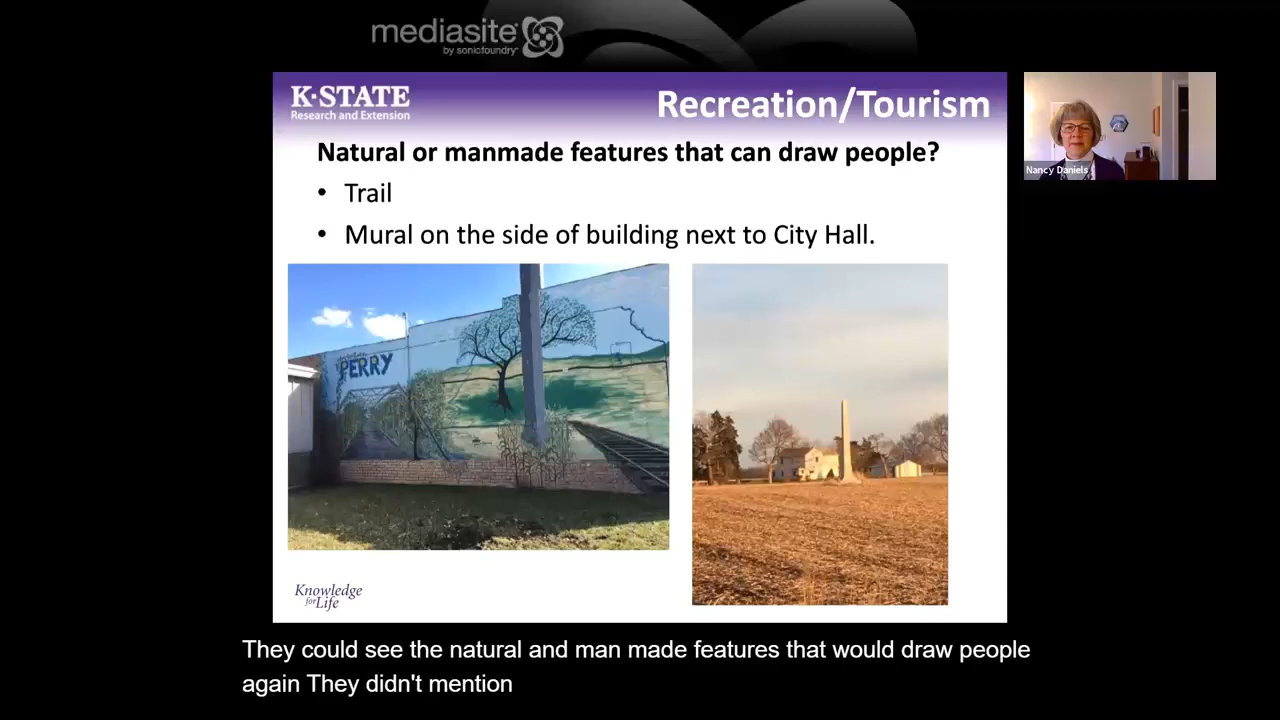 mediasite
by sonicfoundry
K·STATE
Research and Extension
Recreation/Tourism
Natural or manmade features that can draw people?
• Trail
• Mural on the side of building next to City Hall.
PERRY
Knowledge
for Life
Nancy Daniels
They could see the natural and man made features that would draw people
again They didn't mention